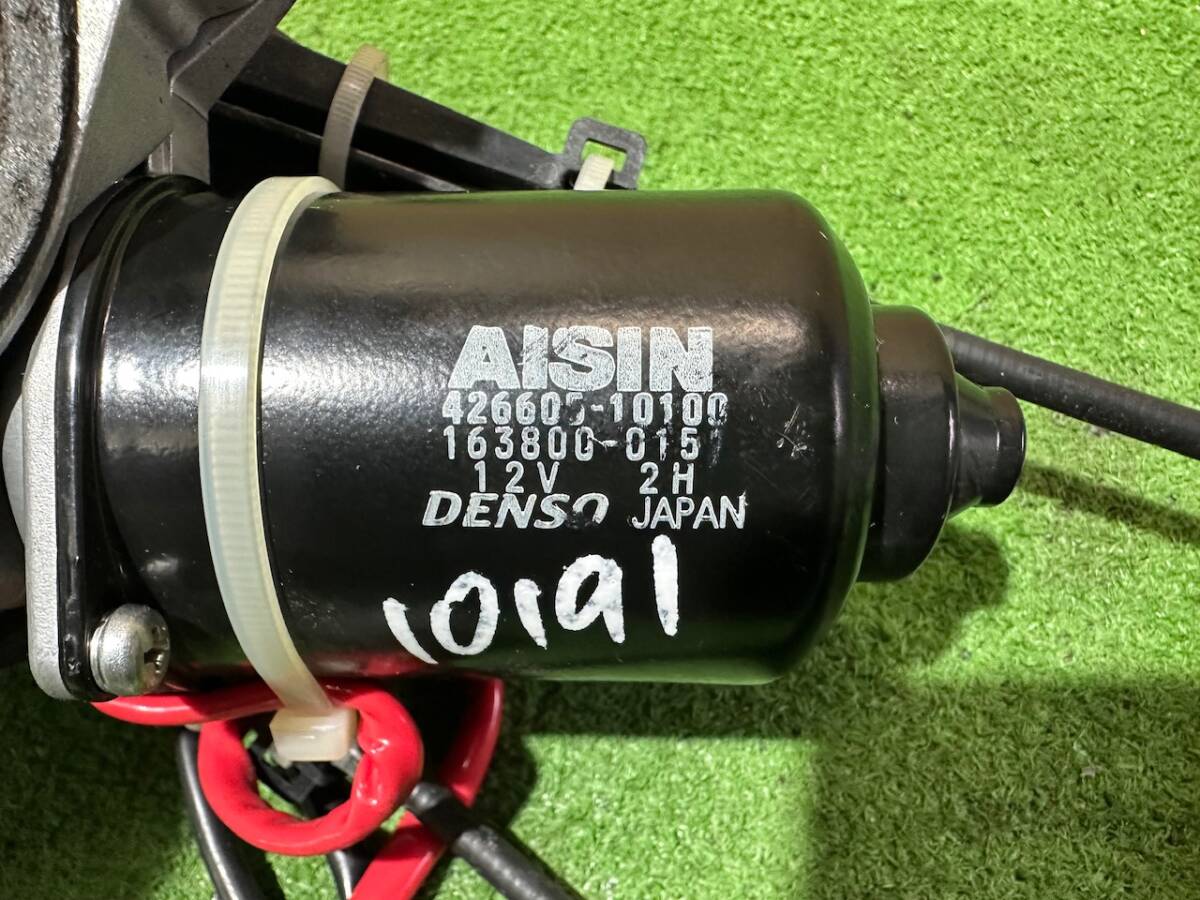 AISIN
426605-10100
163800-0151
12V 2H
DENSO JAPAN
10191